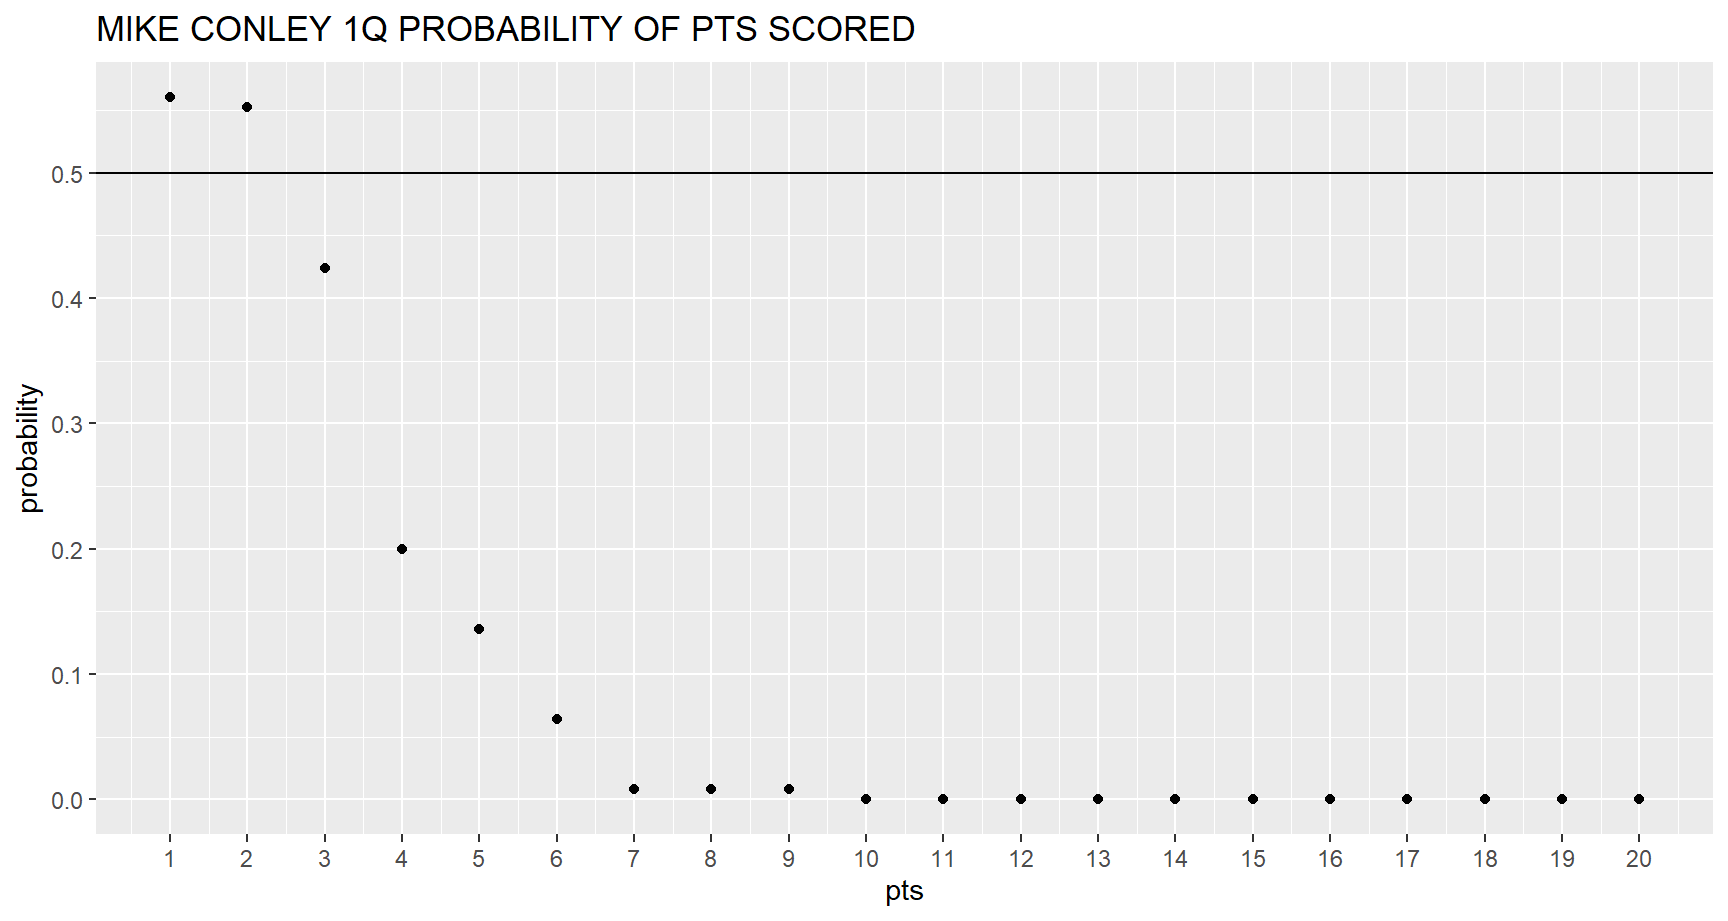 MIKE CONLEY 1Q PROBABILITY OF PTS SCORED
0.5
0.4
0.3
0.2
0.1
0.0
probability
1 2 3 4 5 6 7 8 9 10 11 12 13 14 15 16 17 18 19 20
pts